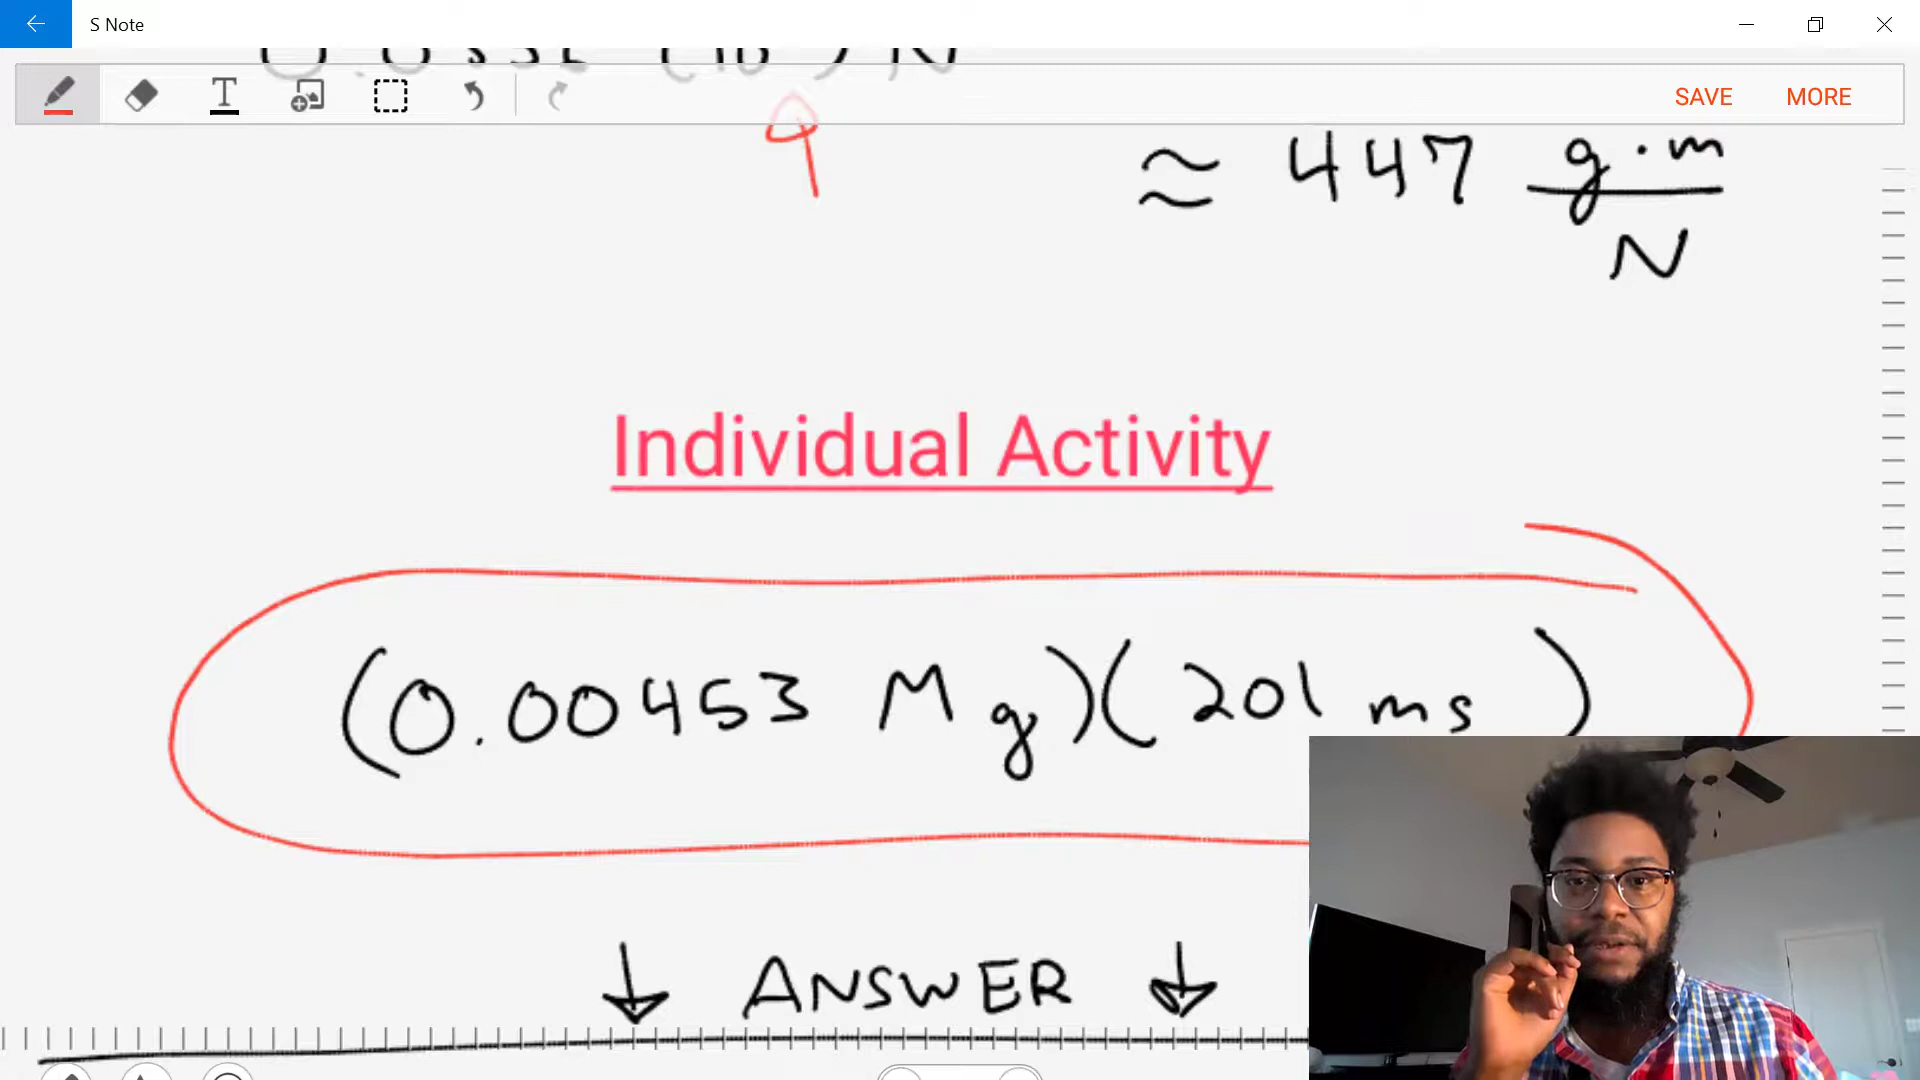 S Note
SAVE MORE
≈ 447 g·m
N
Individual Activity
(0.00453 Mg)(201 ms)
↓ ANSWER ↓